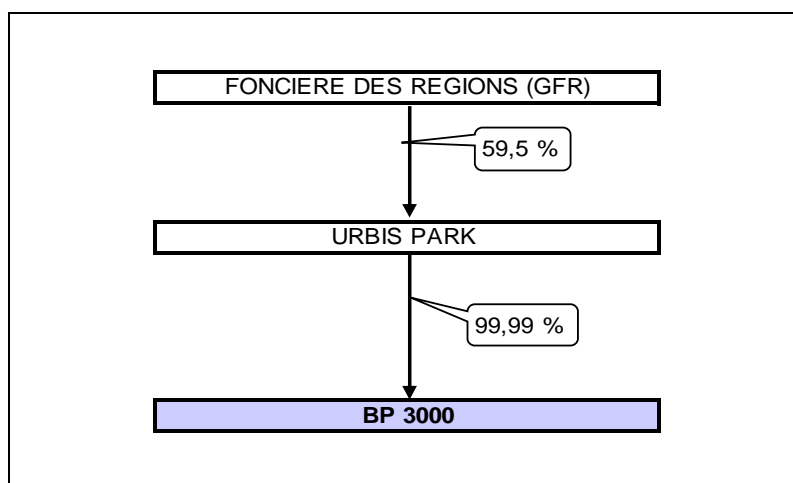 FONCIERE DES REGIONS (GFR)
59,5 %
URBIS PARK
99,99 %
BP 3000